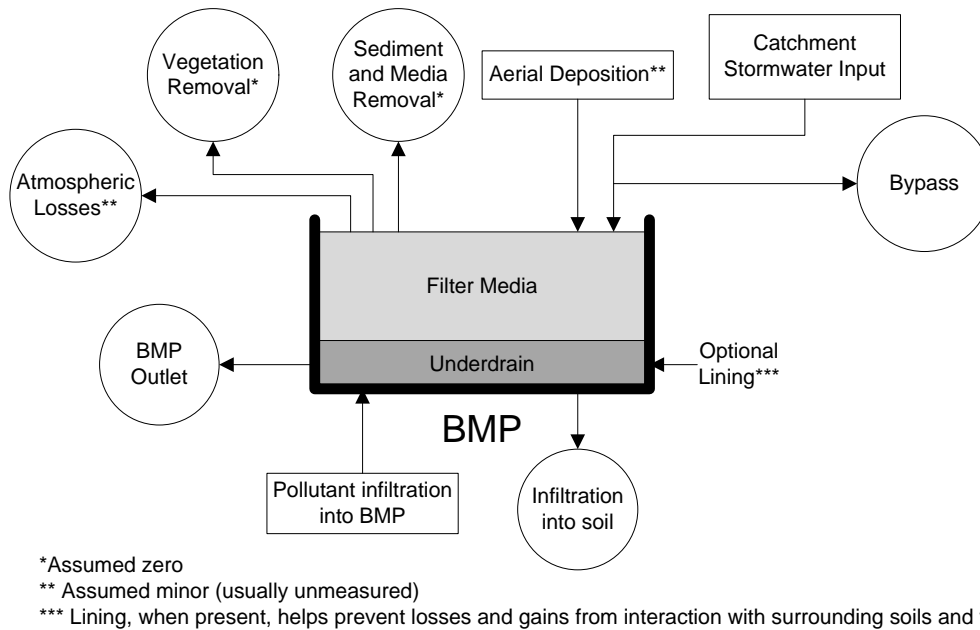 Vegetation
Removal*
Sediment
and Media
Removal*
Aerial Deposition**
Catchment
Stormwater Input
Atmospheric
Losses**
Bypass
Filter Media
BMP
Outlet
Underdrain
Optional
Lining***
BMP
Pollutant infiltration
into BMP
Infiltration
into soil
*Assumed zero
** Assumed minor (usually unmeasured)
*** Lining, when present, helps prevent losses and gains from interaction with surrounding soils and